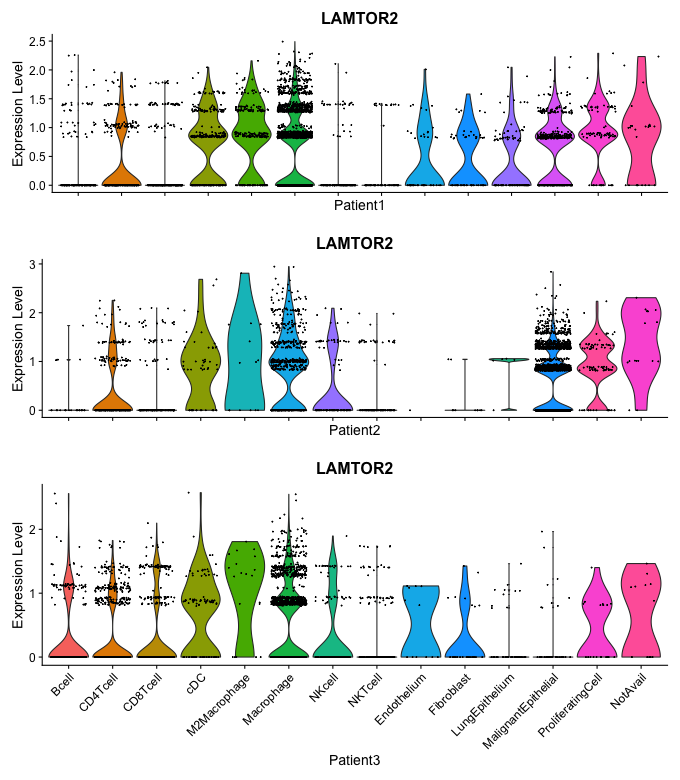 LAMTOR2
Expression Level
2.5
2.0
1.5
1.0
0.5
0.0
Patient1
LAMTOR2
Expression Level
3
2
1
0
Patient2
LAMTOR2
Expression Level
2
1
0
Bcell
CD4Tcell
CD8Tcell
cDC
M2Macrophage
Macrophage
NKcell
NKTcell
Endothelium
Fibroblast
LungEpithelium
MalignantEpithelial
ProliferatingCell
NotAvail
Patient3